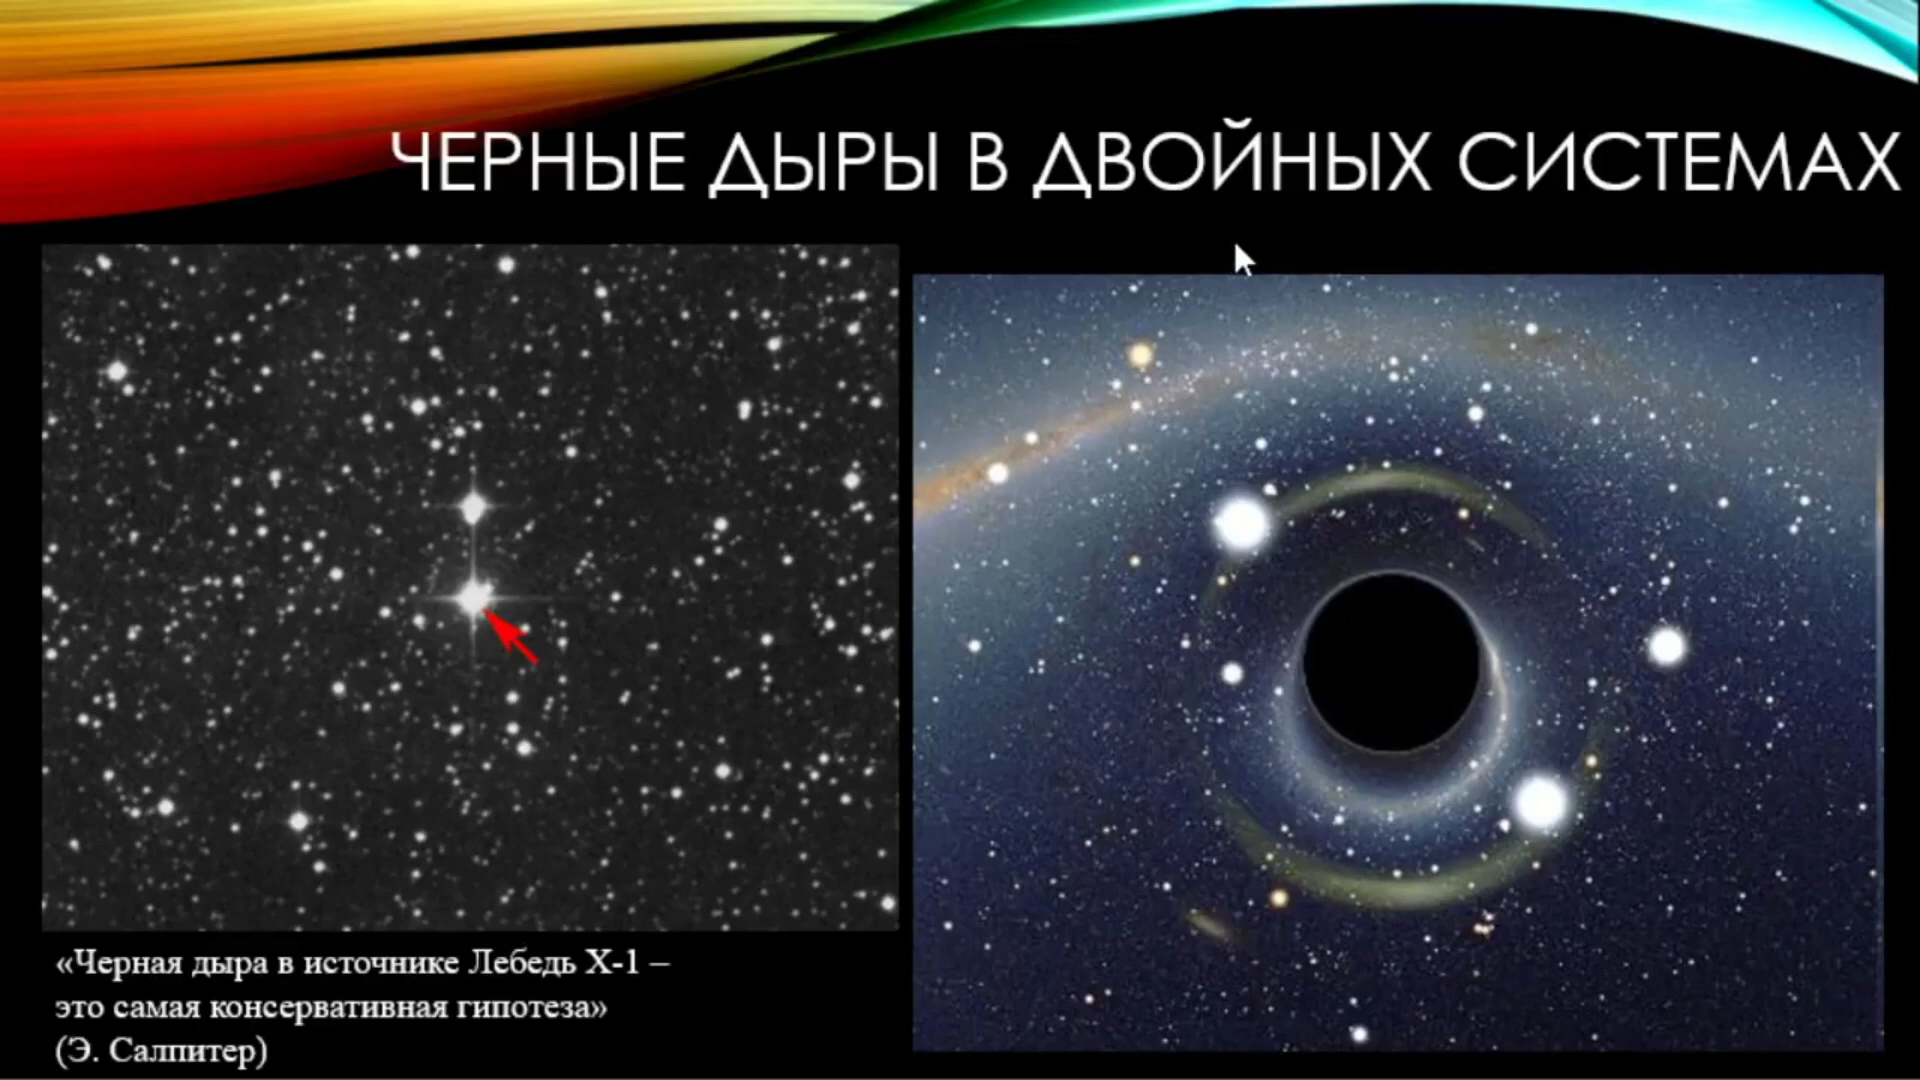 ЧЕРНЫЕ ДЫРЫ В ДВОЙНЫХ СИСТЕМАХ
«Черная дыра в источнике Лебедь X-1 –
это самая консервативная гипотеза»
(Э. Салпитер)